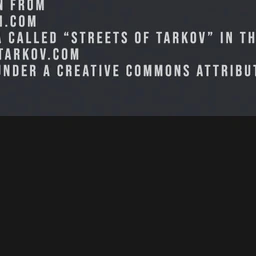 FROM
.COM
CALLED “STREETS OF TARKOV” IN TH
TARKOV.COM
UNDER A CREATIVE COMMONS ATTRIBUT